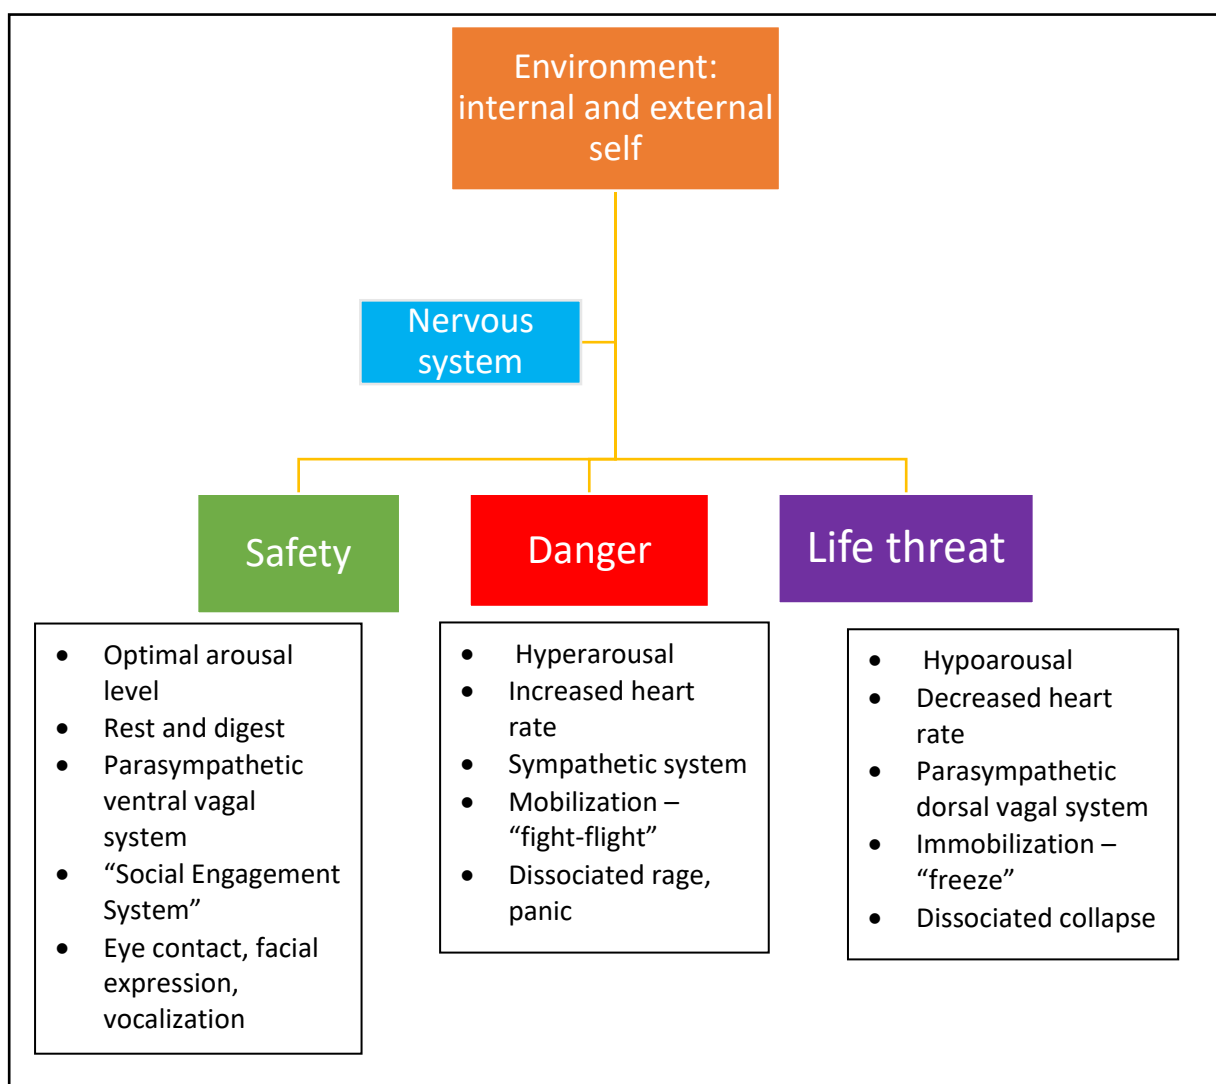 Environment:
internal and external
self
Nervous
system
Safety
Danger
Life threat
• Optimal arousal
level
• Rest and digest
• Parasympathetic
ventral vagal
system
• “Social Engagement
System”
• Eye contact, facial
expression,
vocalization
• Hyperarousal
• Increased heart
rate
• Sympathetic system
• Mobilization –
“fight-flight”
• Dissociated rage,
panic
• Hypoarousal
• Decreased heart
rate
• Parasympathetic
dorsal vagal system
• Immobilization –
“freeze”
• Dissociated collapse